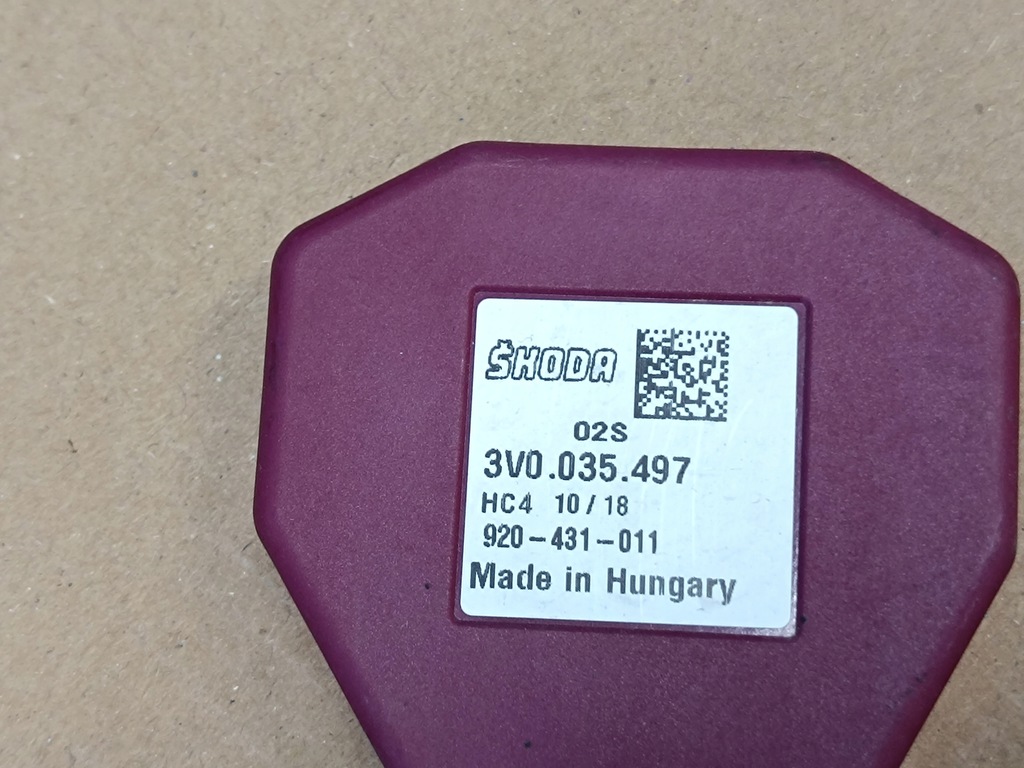 ŠKODA
02S
3V0.035.497
HC4 10/18
920-431-011
Made in Hungary